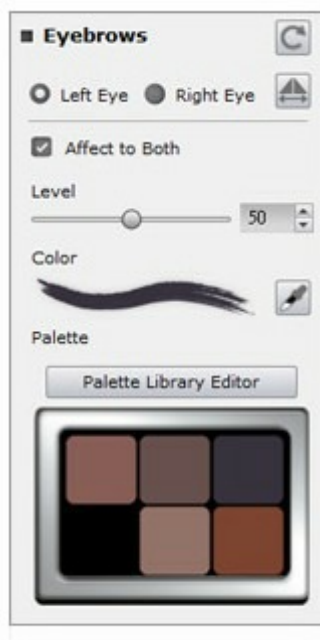 Eyebrows
Left Eye Right Eye
Affect to Both
Level
50
Color
Palette
Palette Library Editor